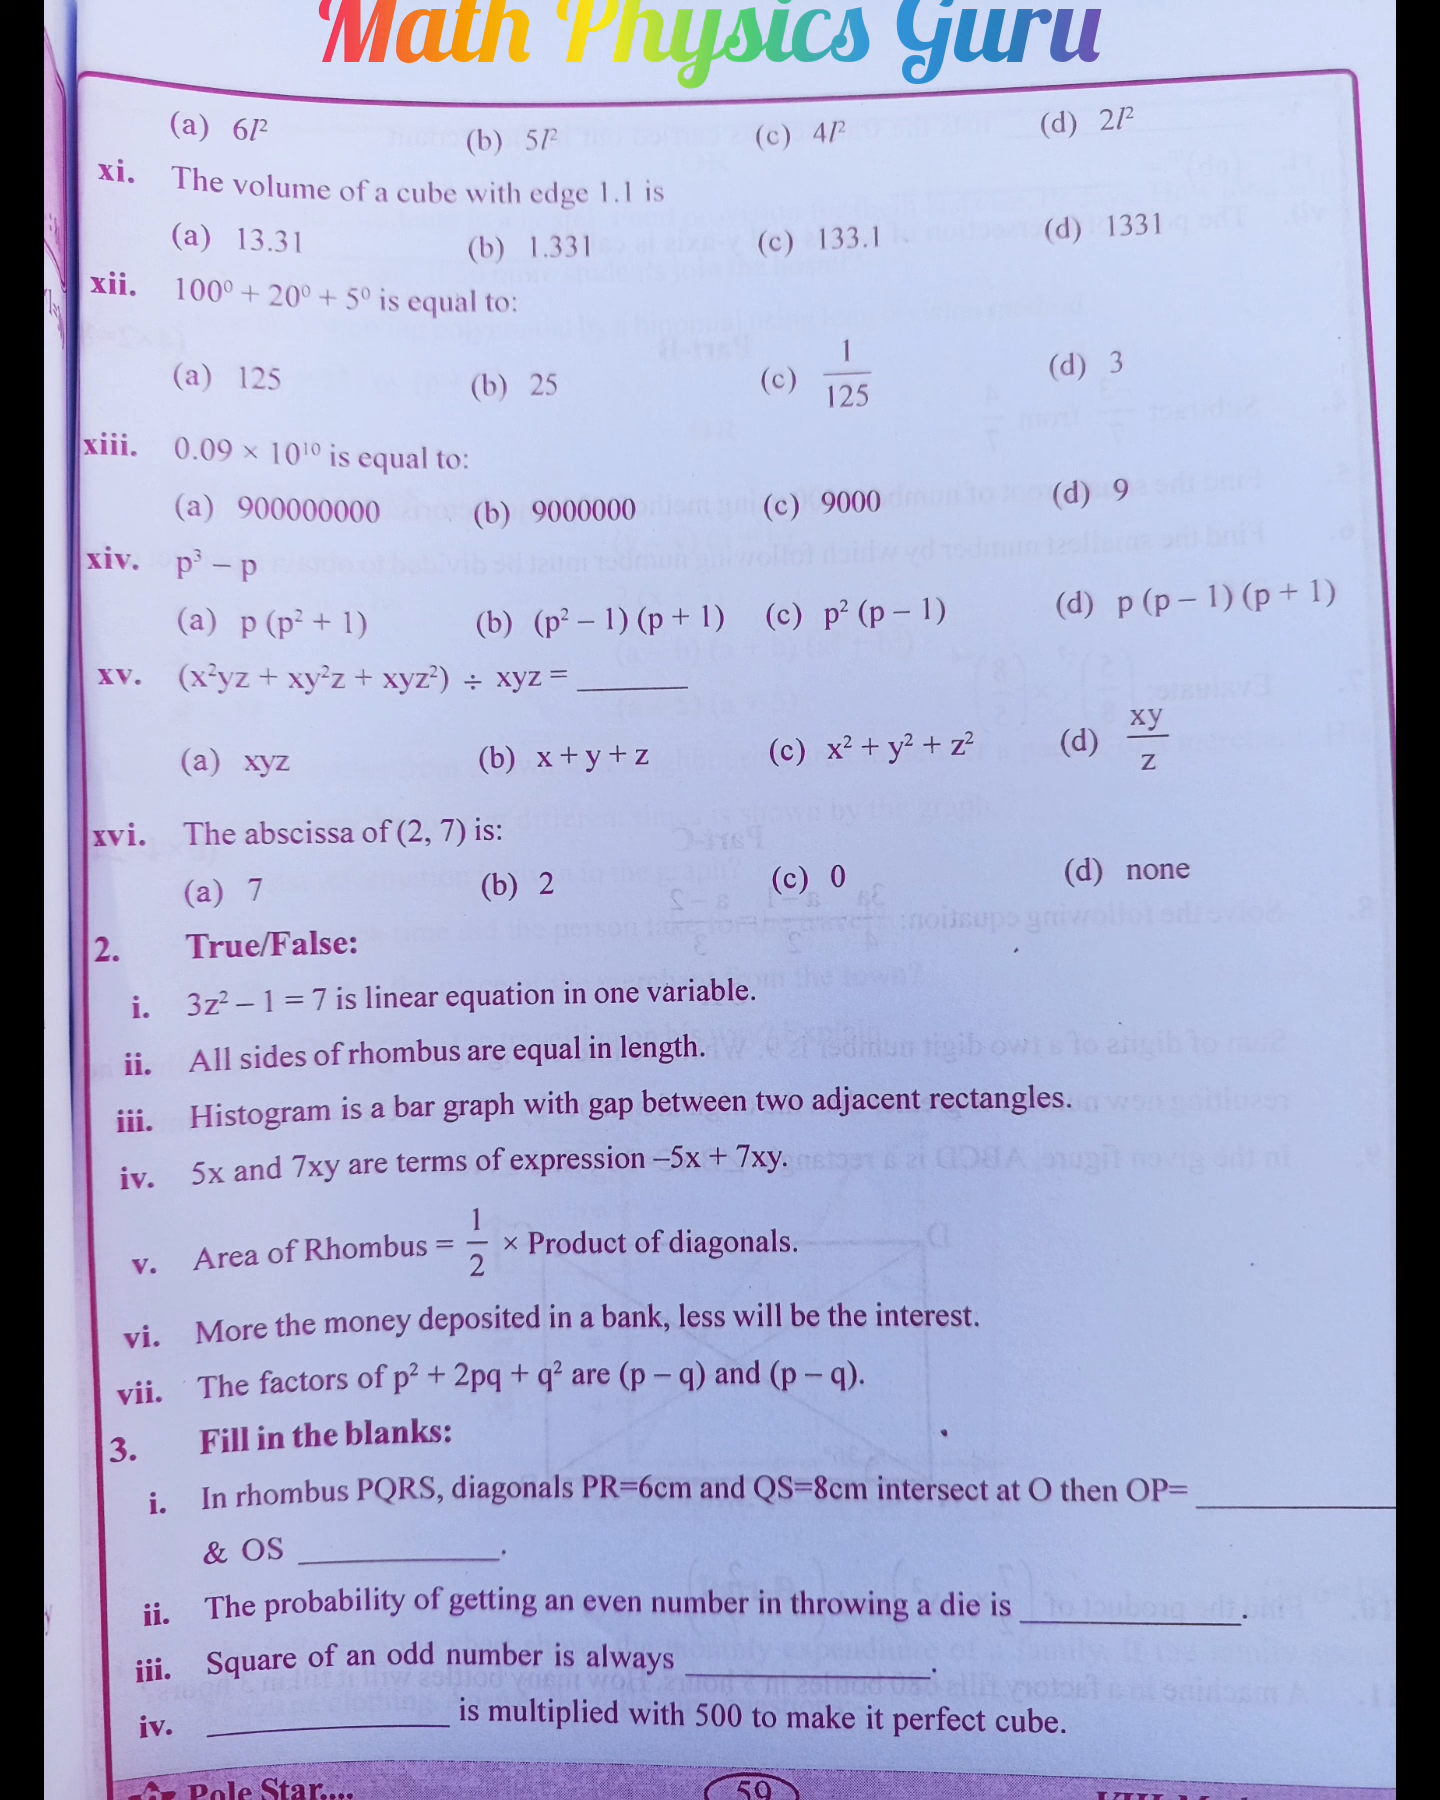 Math Physics Guru
(a) 6l² (b) 5l² (c) 4l² (d) 2l²
xi. The volume of a cube with edge 1.1 is
(a) 13.31 (b) 1.331 (c) 133.1 (d) 1331
xii. 100⁰ + 20⁰ + 5⁰ is equal to:
(a) 125 (b) 25 (c) 1/125 (d) 3
xiii. 0.09 × 10¹⁰ is equal to:
(a) 900000000 (b) 9000000 (c) 9000 (d) 9
xiv. p³ – p
(a) p (p² + 1) (b) (p² – 1) (p + 1) (c) p² (p – 1) (d) p (p – 1) (p + 1)
xv. (x²yz + xy²z + xyz²) ÷ xyz = ______
(a) xyz (b) x + y + z (c) x² + y² + z² (d) xy/z
xvi. The abscissa of (2, 7) is:
(a) 7 (b) 2 (c) 0 (d) none
2. True/False:
i. 3z² – 1 = 7 is linear equation in one variable.
ii. All sides of rhombus are equal in length.
iii. Histogram is a bar graph with gap between two adjacent rectangles.
iv. 5x and 7xy are terms of expression –5x + 7xy.
v. Area of Rhombus = 1/2 × Product of diagonals.
vi. More the money deposited in a bank, less will be the interest.
vii. The factors of p² + 2pq + q² are (p – q) and (p – q).
3. Fill in the blanks:
i. In rhombus PQRS, diagonals PR=6cm and QS=8cm intersect at O then OP= ____________
& OS ____________.
ii. The probability of getting an even number in throwing a die is ____________.
iii. Square of an odd number is always ____________.
iv. ____________ is multiplied with 500 to make it perfect cube.
Pole Star.... 59